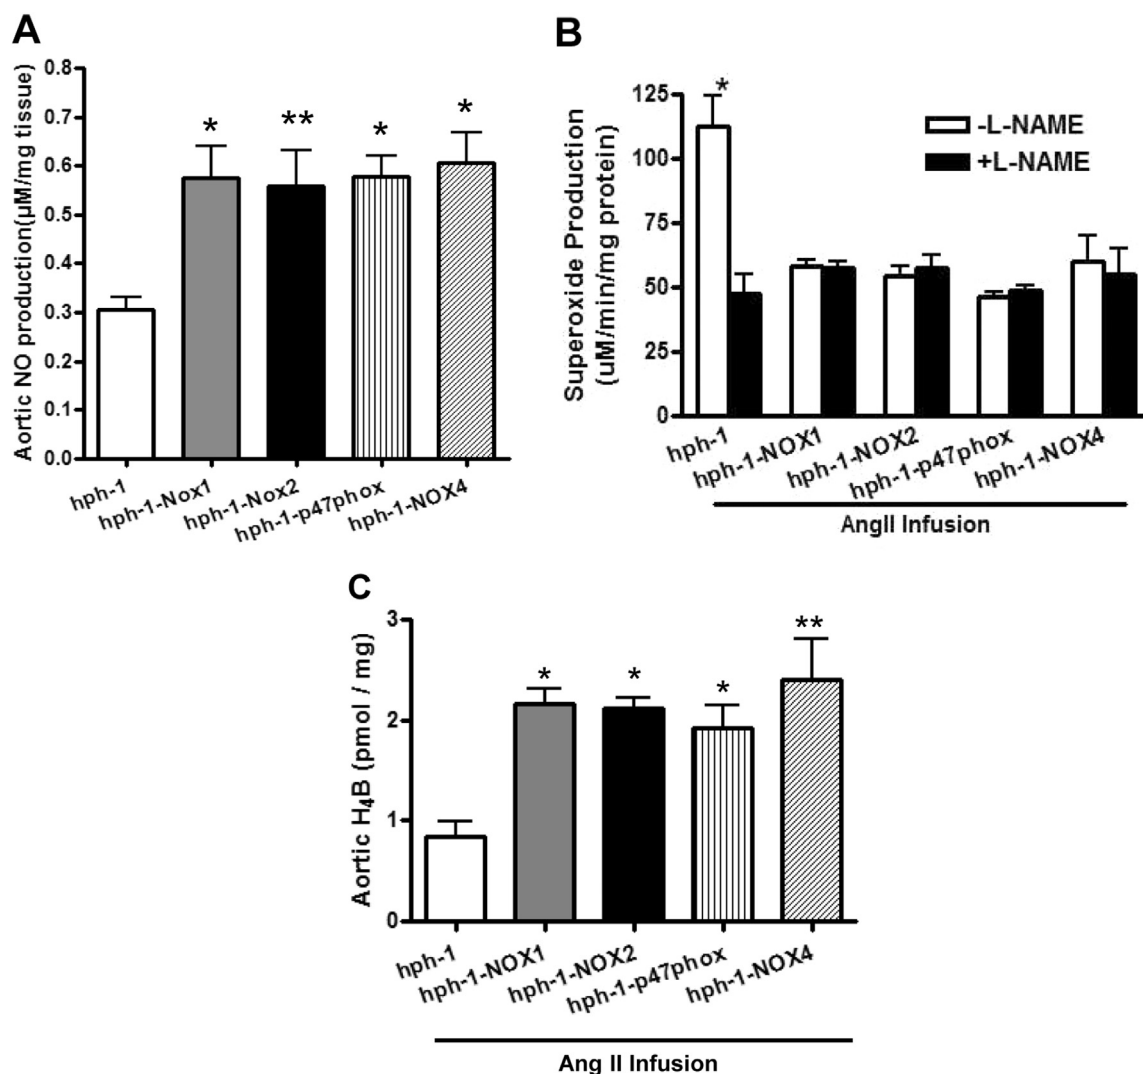 A
Aortic NO production(µM/mg tissue)
0.8
0.7
0.6
0.5
0.4
0.3
0.2
0.1
0.0
*
**
*
*
hph-1
hph-1-Nox1
hph-1-Nox2
hph-1-p47phox
hph-1-NOX4
B
Superoxide Production
(uM/min/mg protein)
125
100
75
50
25
0
*
-L-NAME
+L-NAME
hph-1
hph-1-NOX1
hph-1-NOX2
hph-1-p47phox
hph-1-NOX4
AngII Infusion
C
Aortic H₄B (pmol / mg)
3
2
1
0
*
*
*
**
hph-1
hph-1-NOX1
hph-1-NOX2
hph-1-p47phox
hph-1-NOX4
Ang II Infusion